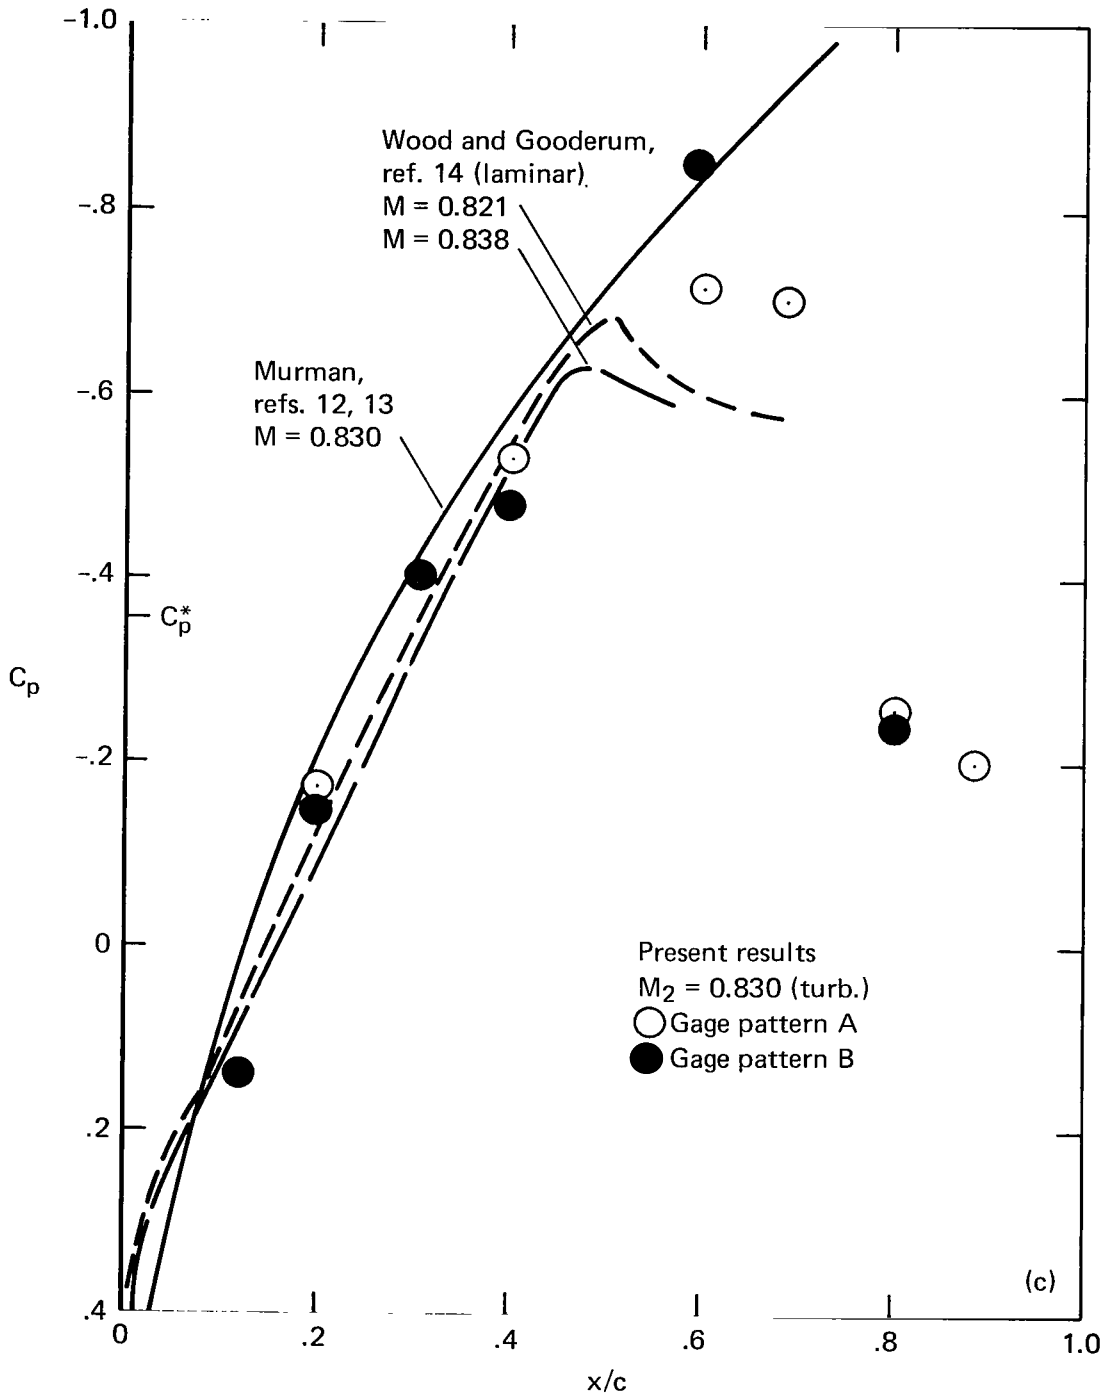 -1.0
Wood and Gooderum,
ref. 14 (laminar)
M = 0.821
M = 0.838
-.8
Murman,
refs. 12, 13
M = 0.830
-.6
-.4
C*p
Cp
-.2
0
Present results
M2 = 0.830 (turb.)
Gage pattern A
Gage pattern B
.2
(c)
.4
0 .2 .4 .6 .8 1.0
x/c